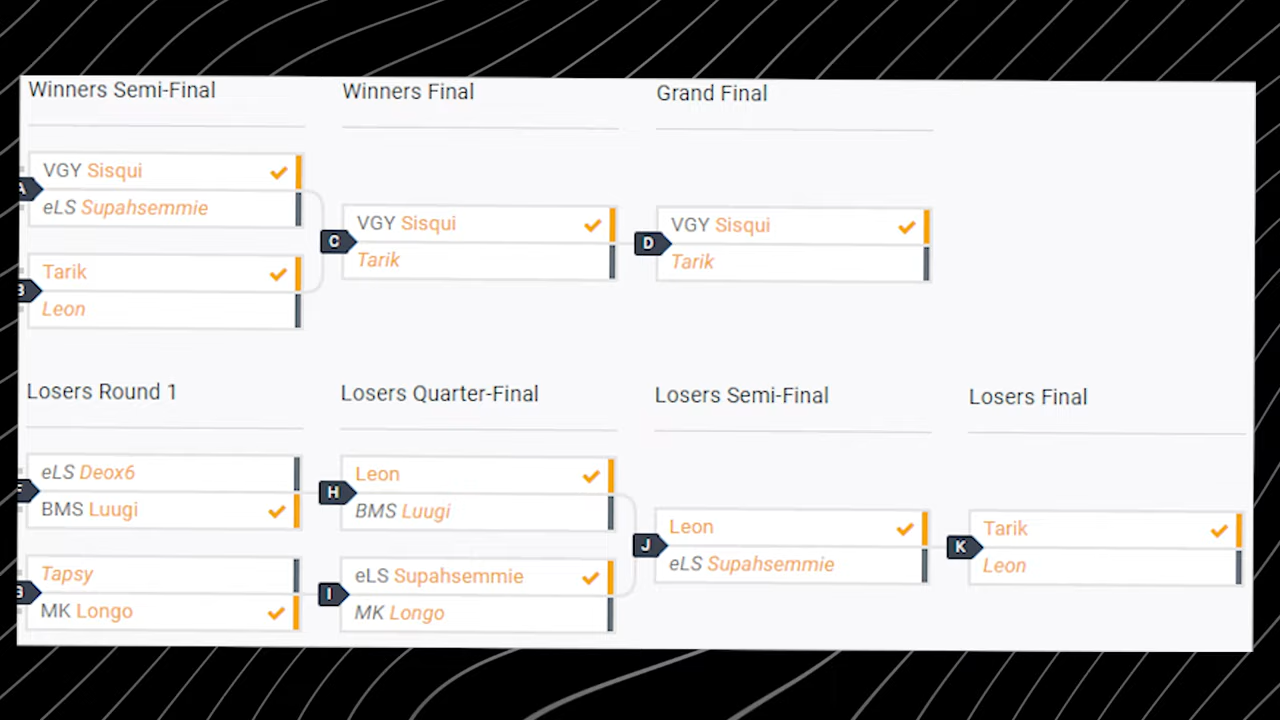 Winners Semi-Final
Winners Final
Grand Final
VGY Sisqui
eLS Supahsemmie
Tarik
Leon
C
VGY Sisqui
Tarik
D
VGY Sisqui
Tarik
Losers Round 1
Losers Quarter-Final
Losers Semi-Final
Losers Final
eLS Deox6
BMS Luugi
Tapsy
MK Longo
H
Leon
BMS Luugi
I
eLS Supahsemmie
MK Longo
J
Leon
eLS Supahsemmie
K
Tarik
Leon